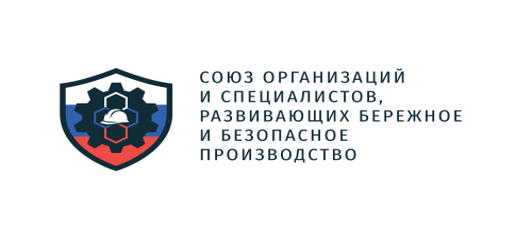 СОЮЗ ОРГАНИЗАЦИЙ
И СПЕЦИАЛИСТОВ,
РАЗВИВАЮЩИХ БЕРЕЖНОЕ
И БЕЗОПАСНОЕ
ПРОИЗВОДСТВО